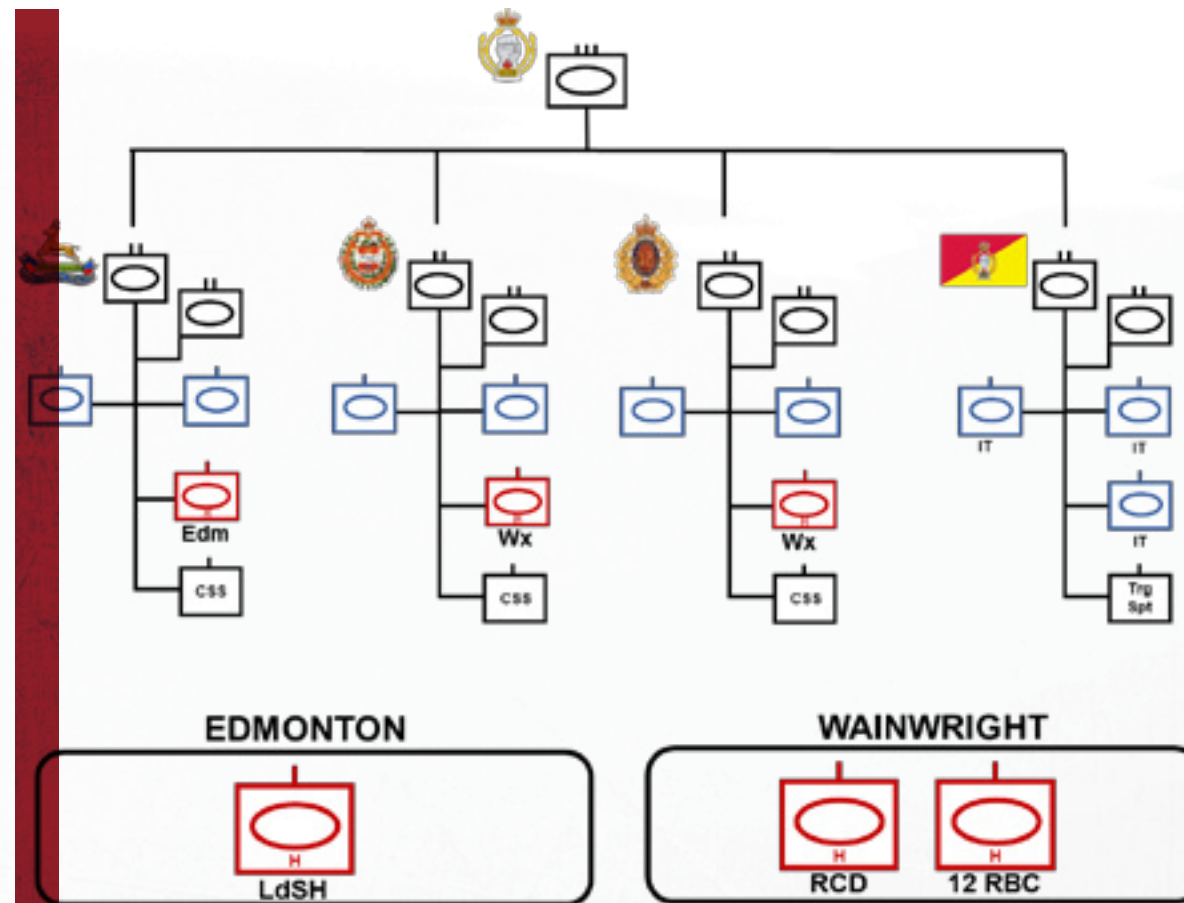 IT
IT
Edm
Wx
Wx
IT
CSS
CSS
CSS
Trg
Spt
EDMONTON
WAINWRIGHT
H
H
H
LdSH
RCD
12 RBC